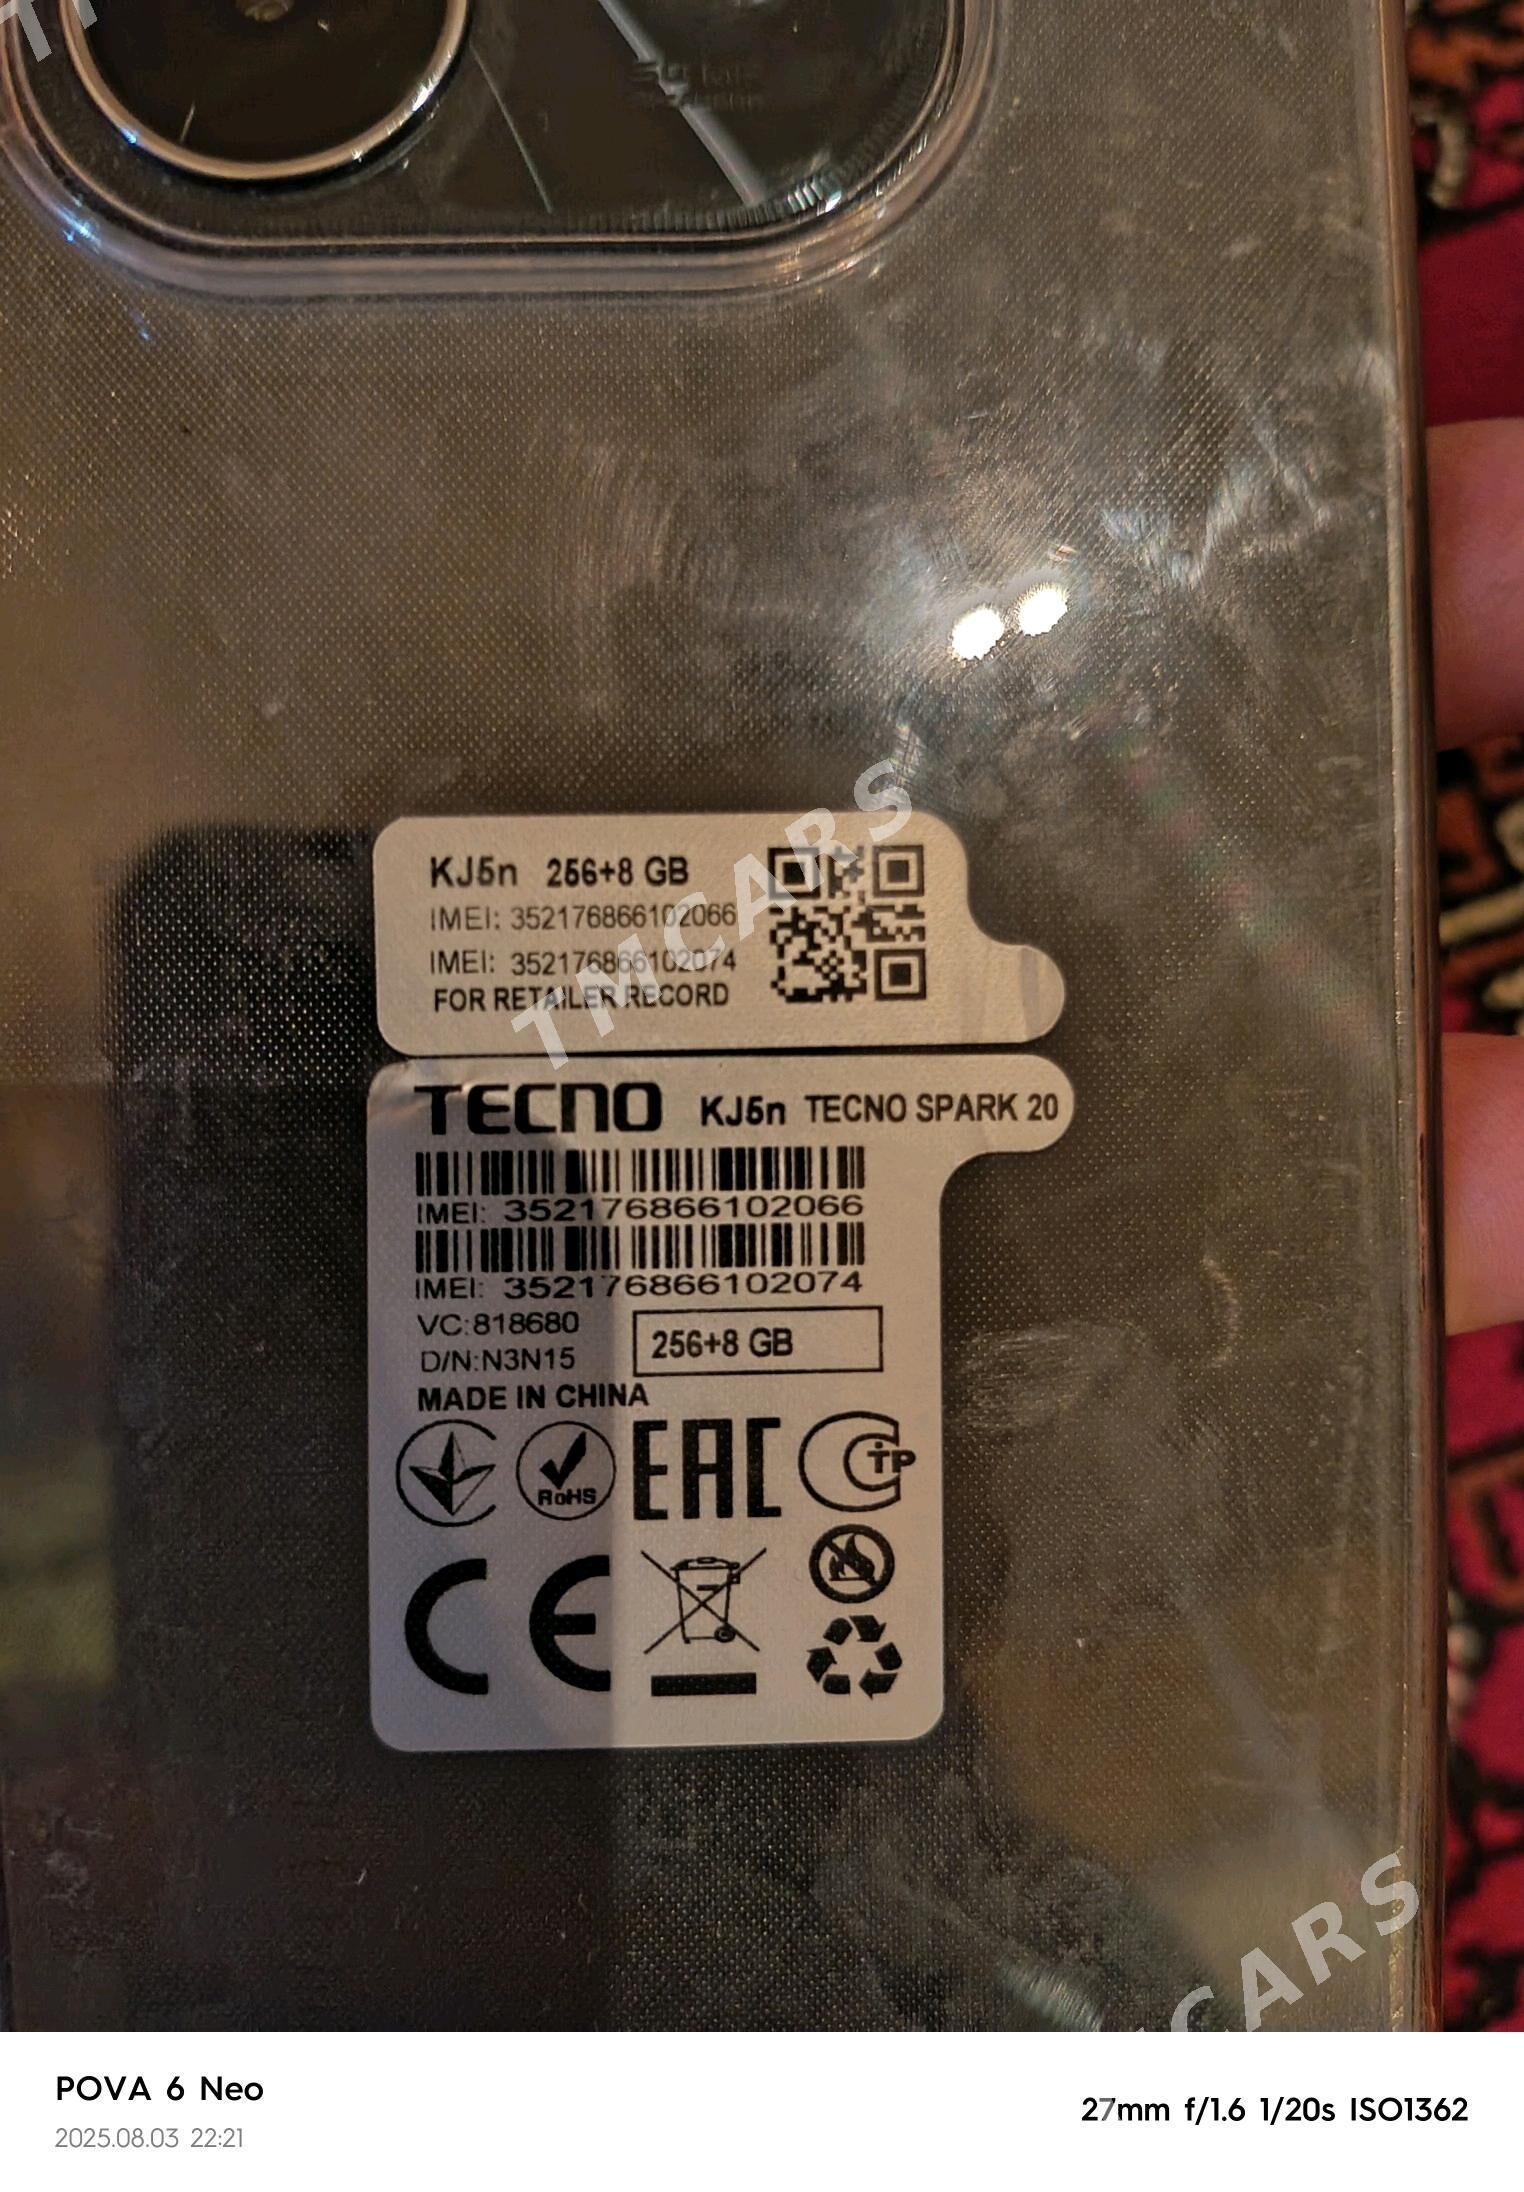 KJ5n 256+8 GB
IMEI: 352176866102066
IMEI: 352176866102074
FOR RETAILER RECORD
TMCARS
TECNO KJ5n TECNO SPARK 20
IMEI: 352176866102066
IMEI: 352176866102074
VC:818680
D/N:N3N15
256+8 GB
MADE IN CHINA
RoHS
EAC
CE
POVA 6 Neo
2025.08.03 22:21
27mm f/1.6 1/20s ISO1362